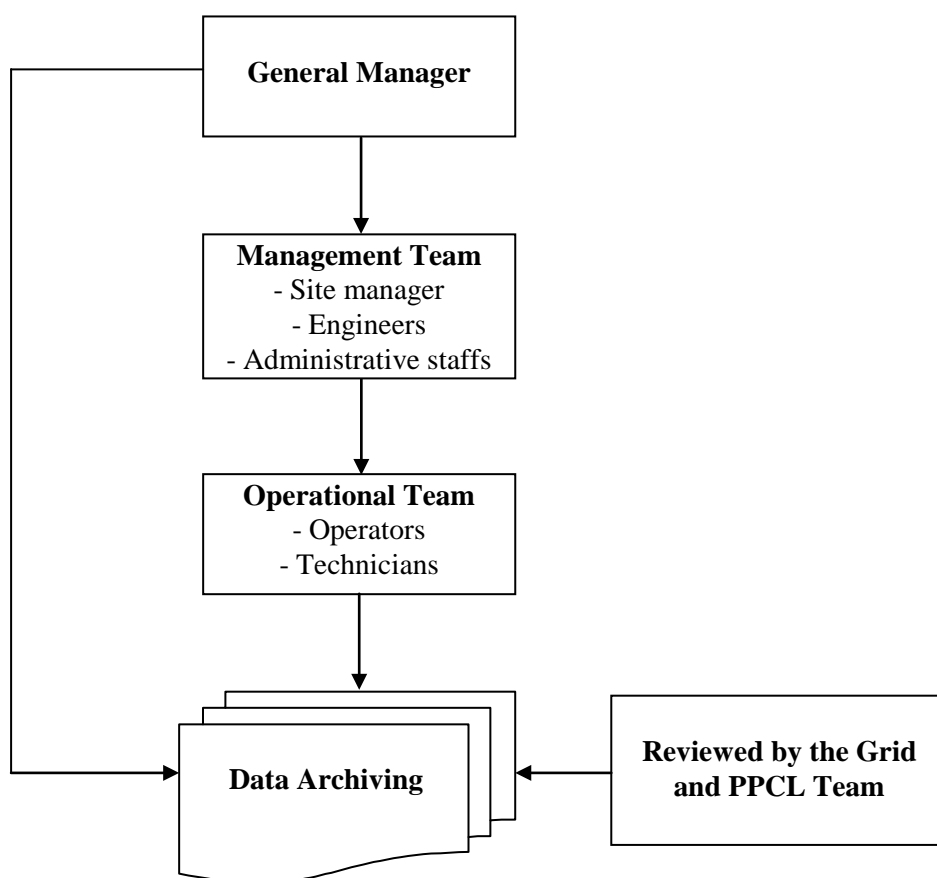 General Manager
Management Team
- Site manager
- Engineers
- Administrative staffs
Operational Team
- Operators
- Technicians
Data Archiving
Reviewed by the Grid
and PPCL Team